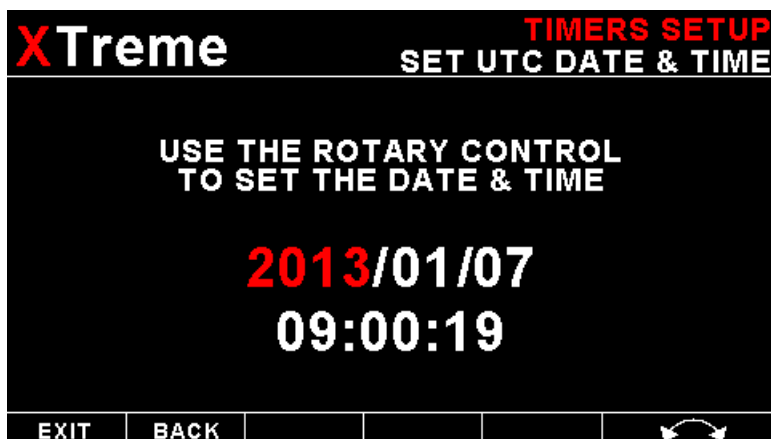 XTreme
TIMERS SETUP
SET UTC DATE & TIME
USE THE ROTARY CONTROL
TO SET THE DATE & TIME
2013/01/07
09:00:19
EXIT BACK